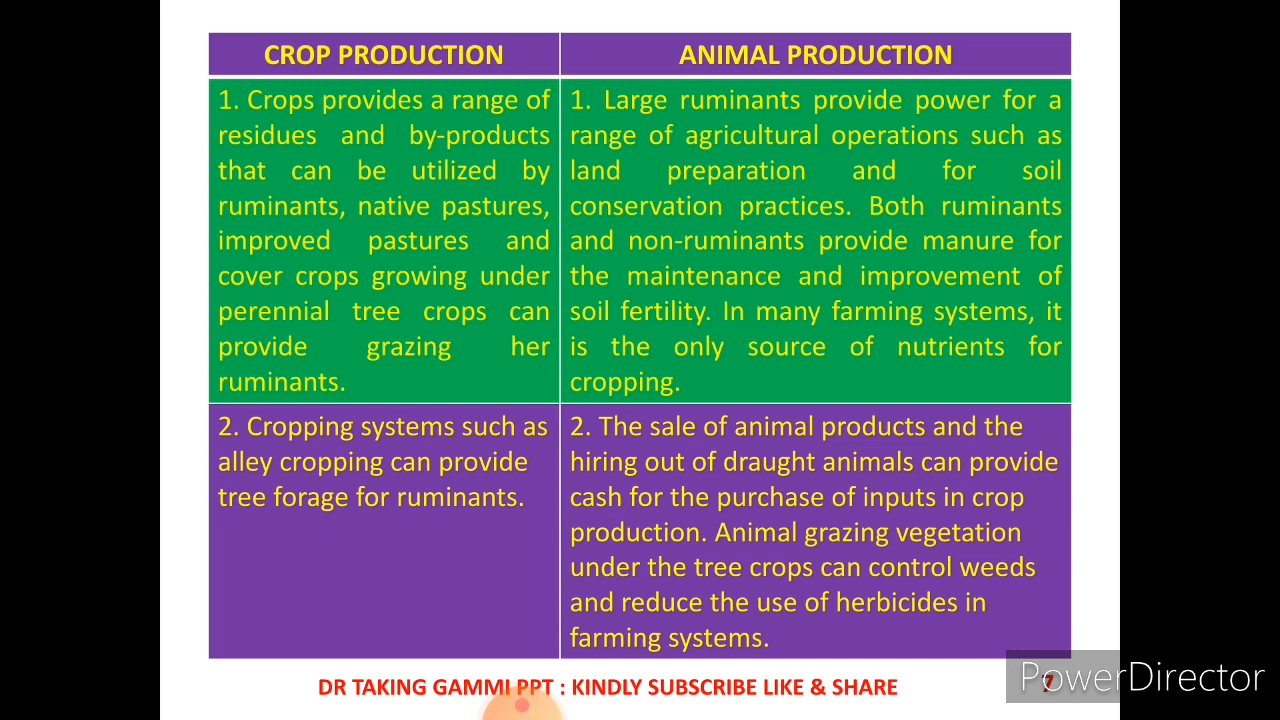 CROP PRODUCTION
ANIMAL PRODUCTION
1. Crops provides a range of
residues and by-products
that can be utilized by
ruminants, native pastures,
improved pastures and
cover crops growing under
perennial tree crops can
provide grazing her
ruminants.
1. Large ruminants provide power for a
range of agricultural operations such as
land preparation and for soil
conservation practices. Both ruminants
and non-ruminants provide manure for
the maintenance and improvement of
soil fertility. In many farming systems, it
is the only source of nutrients for
cropping.
2. Cropping systems such as
alley cropping can provide
tree forage for ruminants.
2. The sale of animal products and the
hiring out of draught animals can provide
cash for the purchase of inputs in crop
production. Animal grazing vegetation
under the tree crops can control weeds
and reduce the use of herbicides in
farming systems.
DR TAKING GAMMI PPT : KINDLY SUBSCRIBE LIKE & SHARE
7
PowerDirector